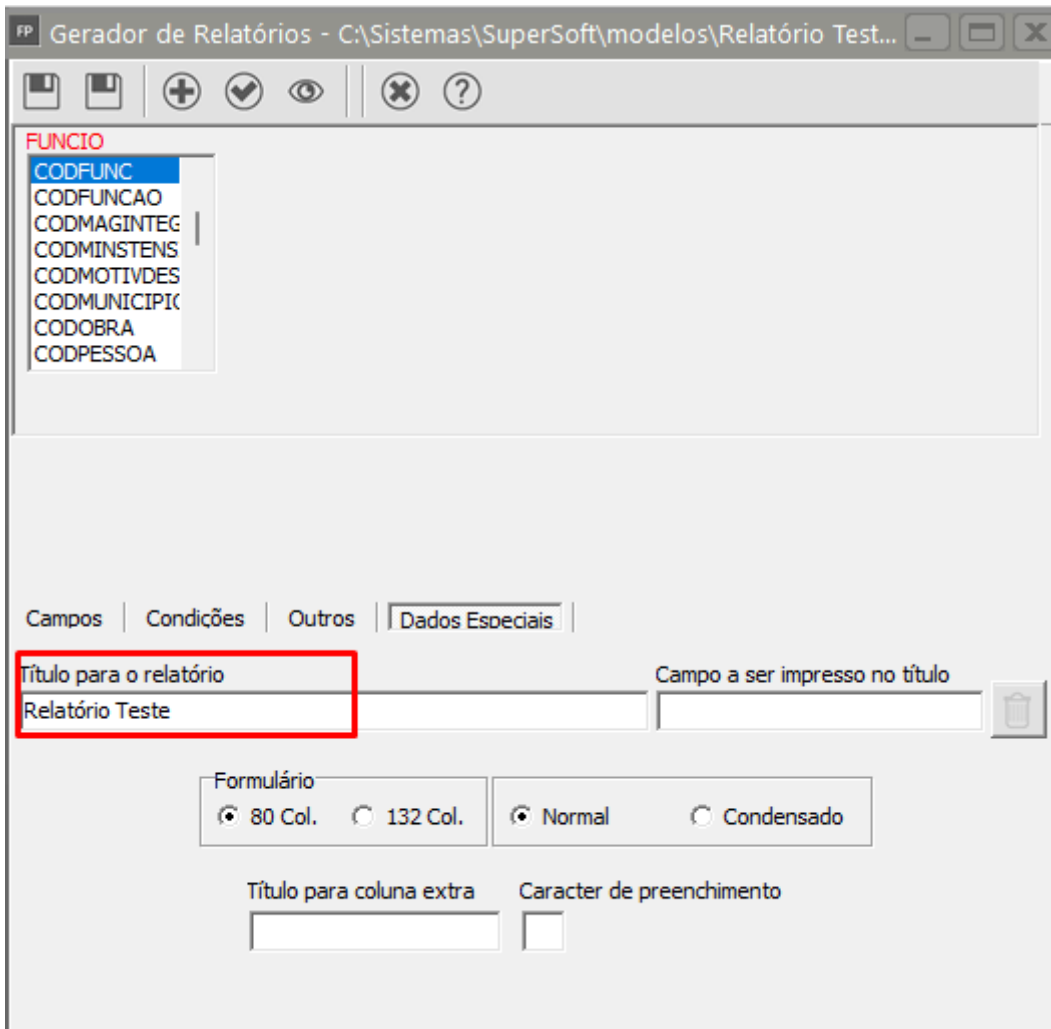 FP Gerador de Relatórios - C:\Sistemas\SuperSoft\modelos\Relatório Test...
FUNCIO
CODFUNC
CODFUNCAO
CODMAGINTEG
CODMINSTENS
CODMOTIVDES
CODMUNICIPIO
CODOBRA
CODPESSOA
Campos Condições Outros Dados Especiais
Título para o relatório Campo a ser impresso no título
Relatório Teste
Formulário
80 Col. 132 Col. Normal Condensado
Título para coluna extra Caracter de preenchimento